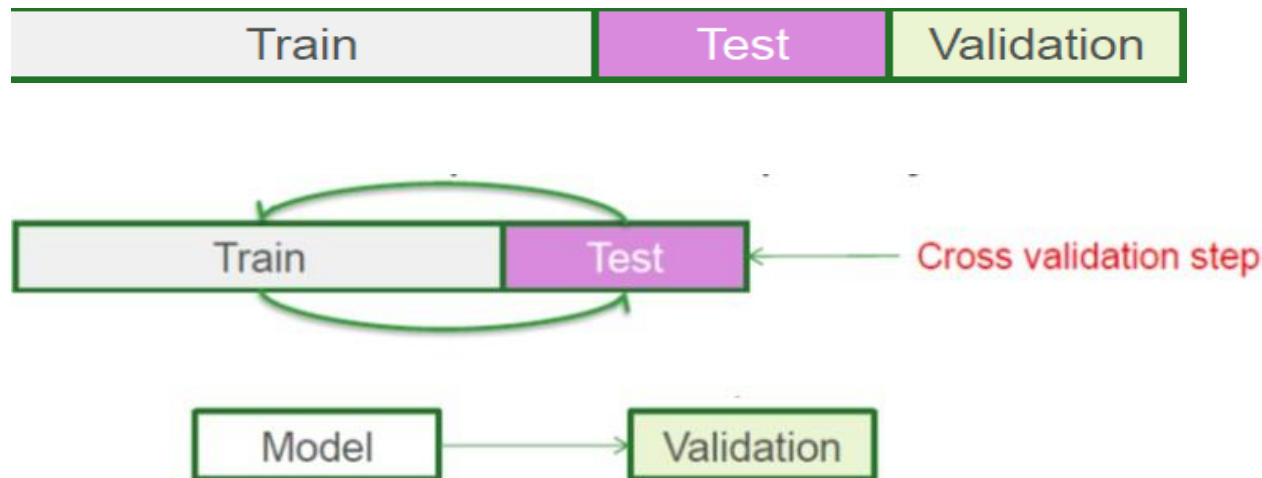 Train Test Validation
Train Test Cross validation step
Model Validation